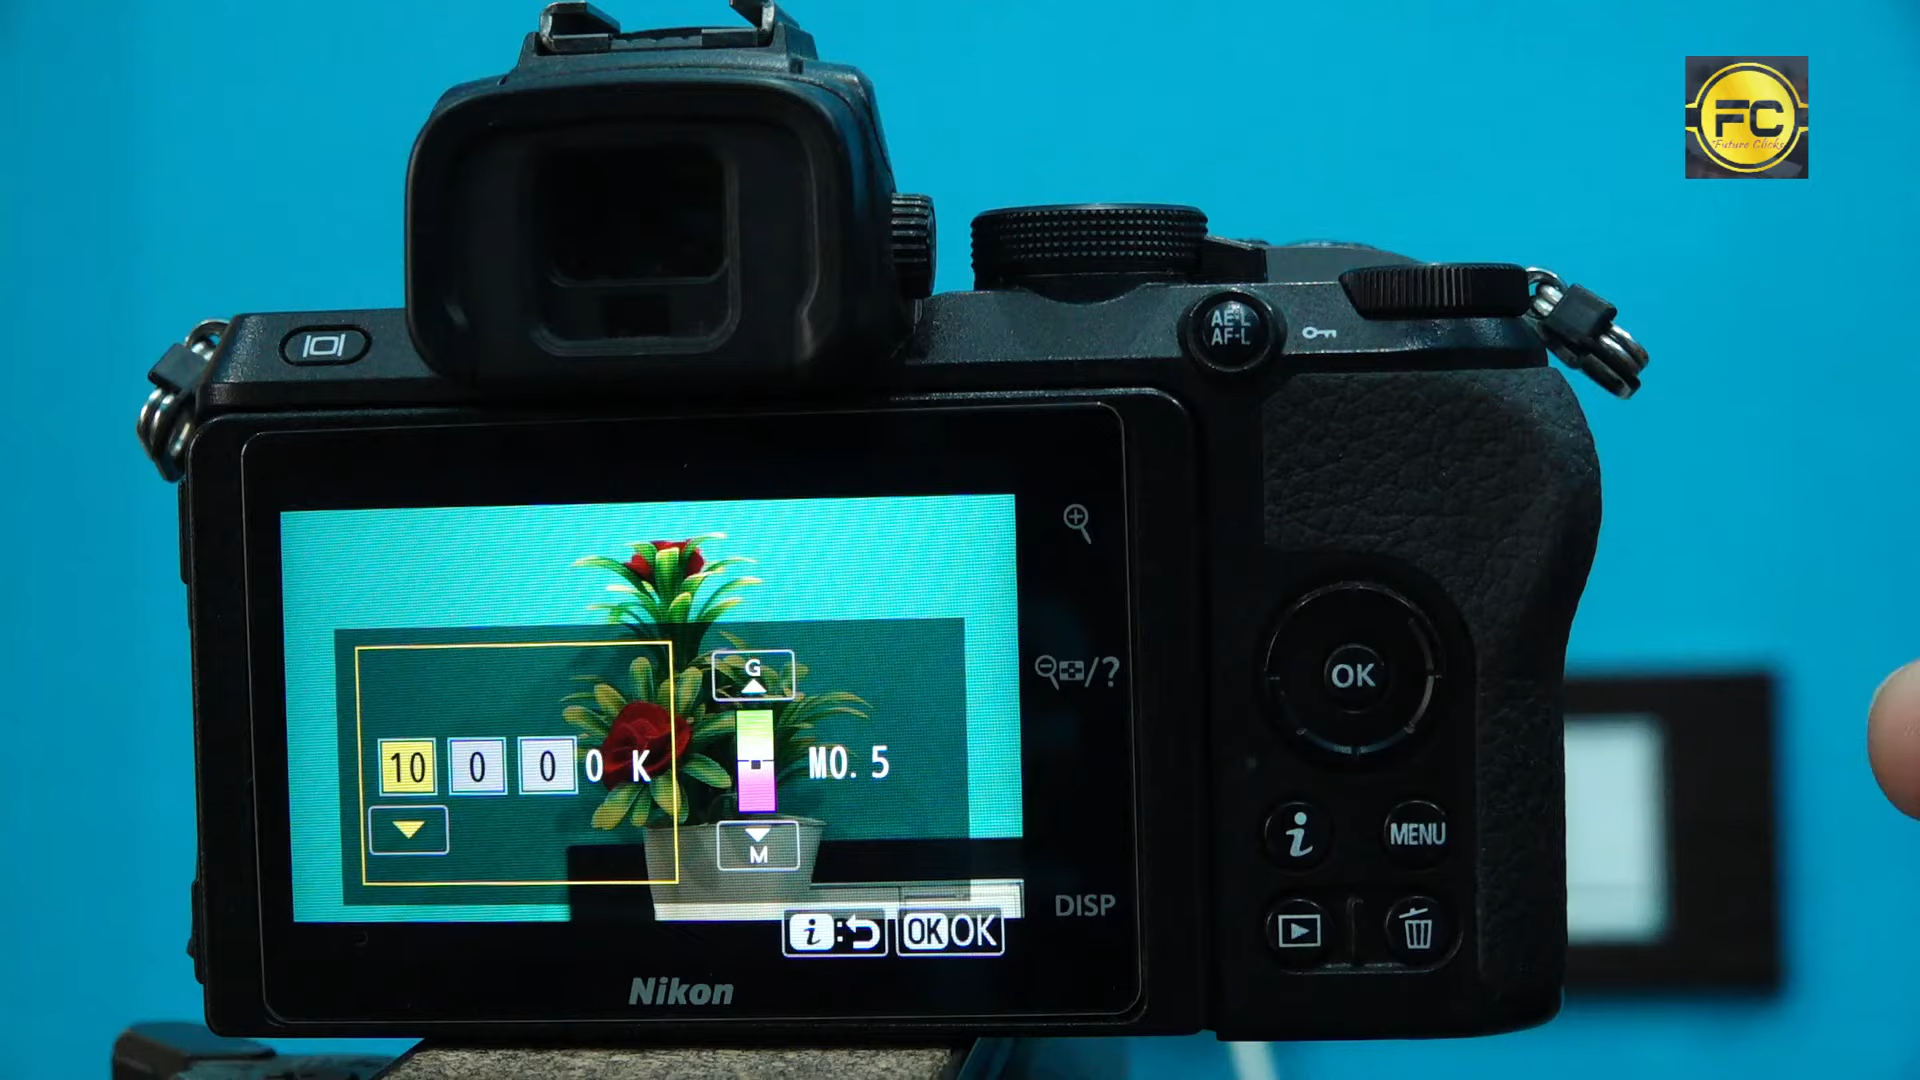 FC
Future Clicks
AE-L
AF-L
G
10 0 0 0 K
M0.5
M
i : OK OK
/?
OK
i
MENU
DISP
Nikon